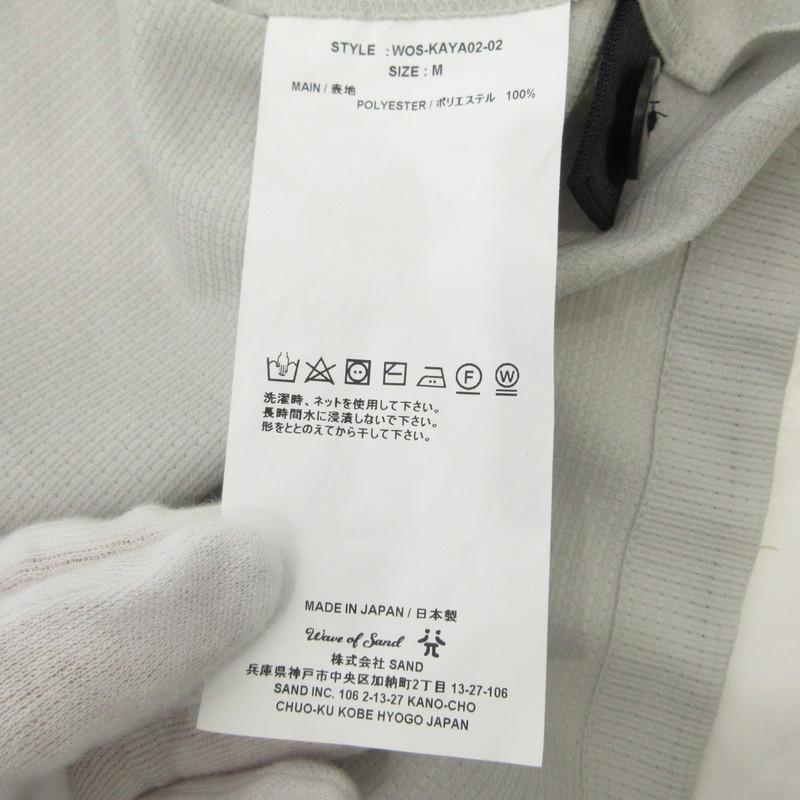 STYLE : WOS-KAYA02-02
SIZE : M
MAIN / 表地
POLYESTER / ポリエステル 100%
F
W
洗濯時、ネットを使用して下さい。
長時間水に浸漬しないで下さい。
形をととのえてから干して下さい。
MADE IN JAPAN / 日本製
Wave of Sand
株式会社 SAND
兵庫県神戸市中央区加納町2丁目 13-27-106
SAND INC. 106 2-13-27 KANO-CHO
CHUO-KU KOBE HYOGO JAPAN